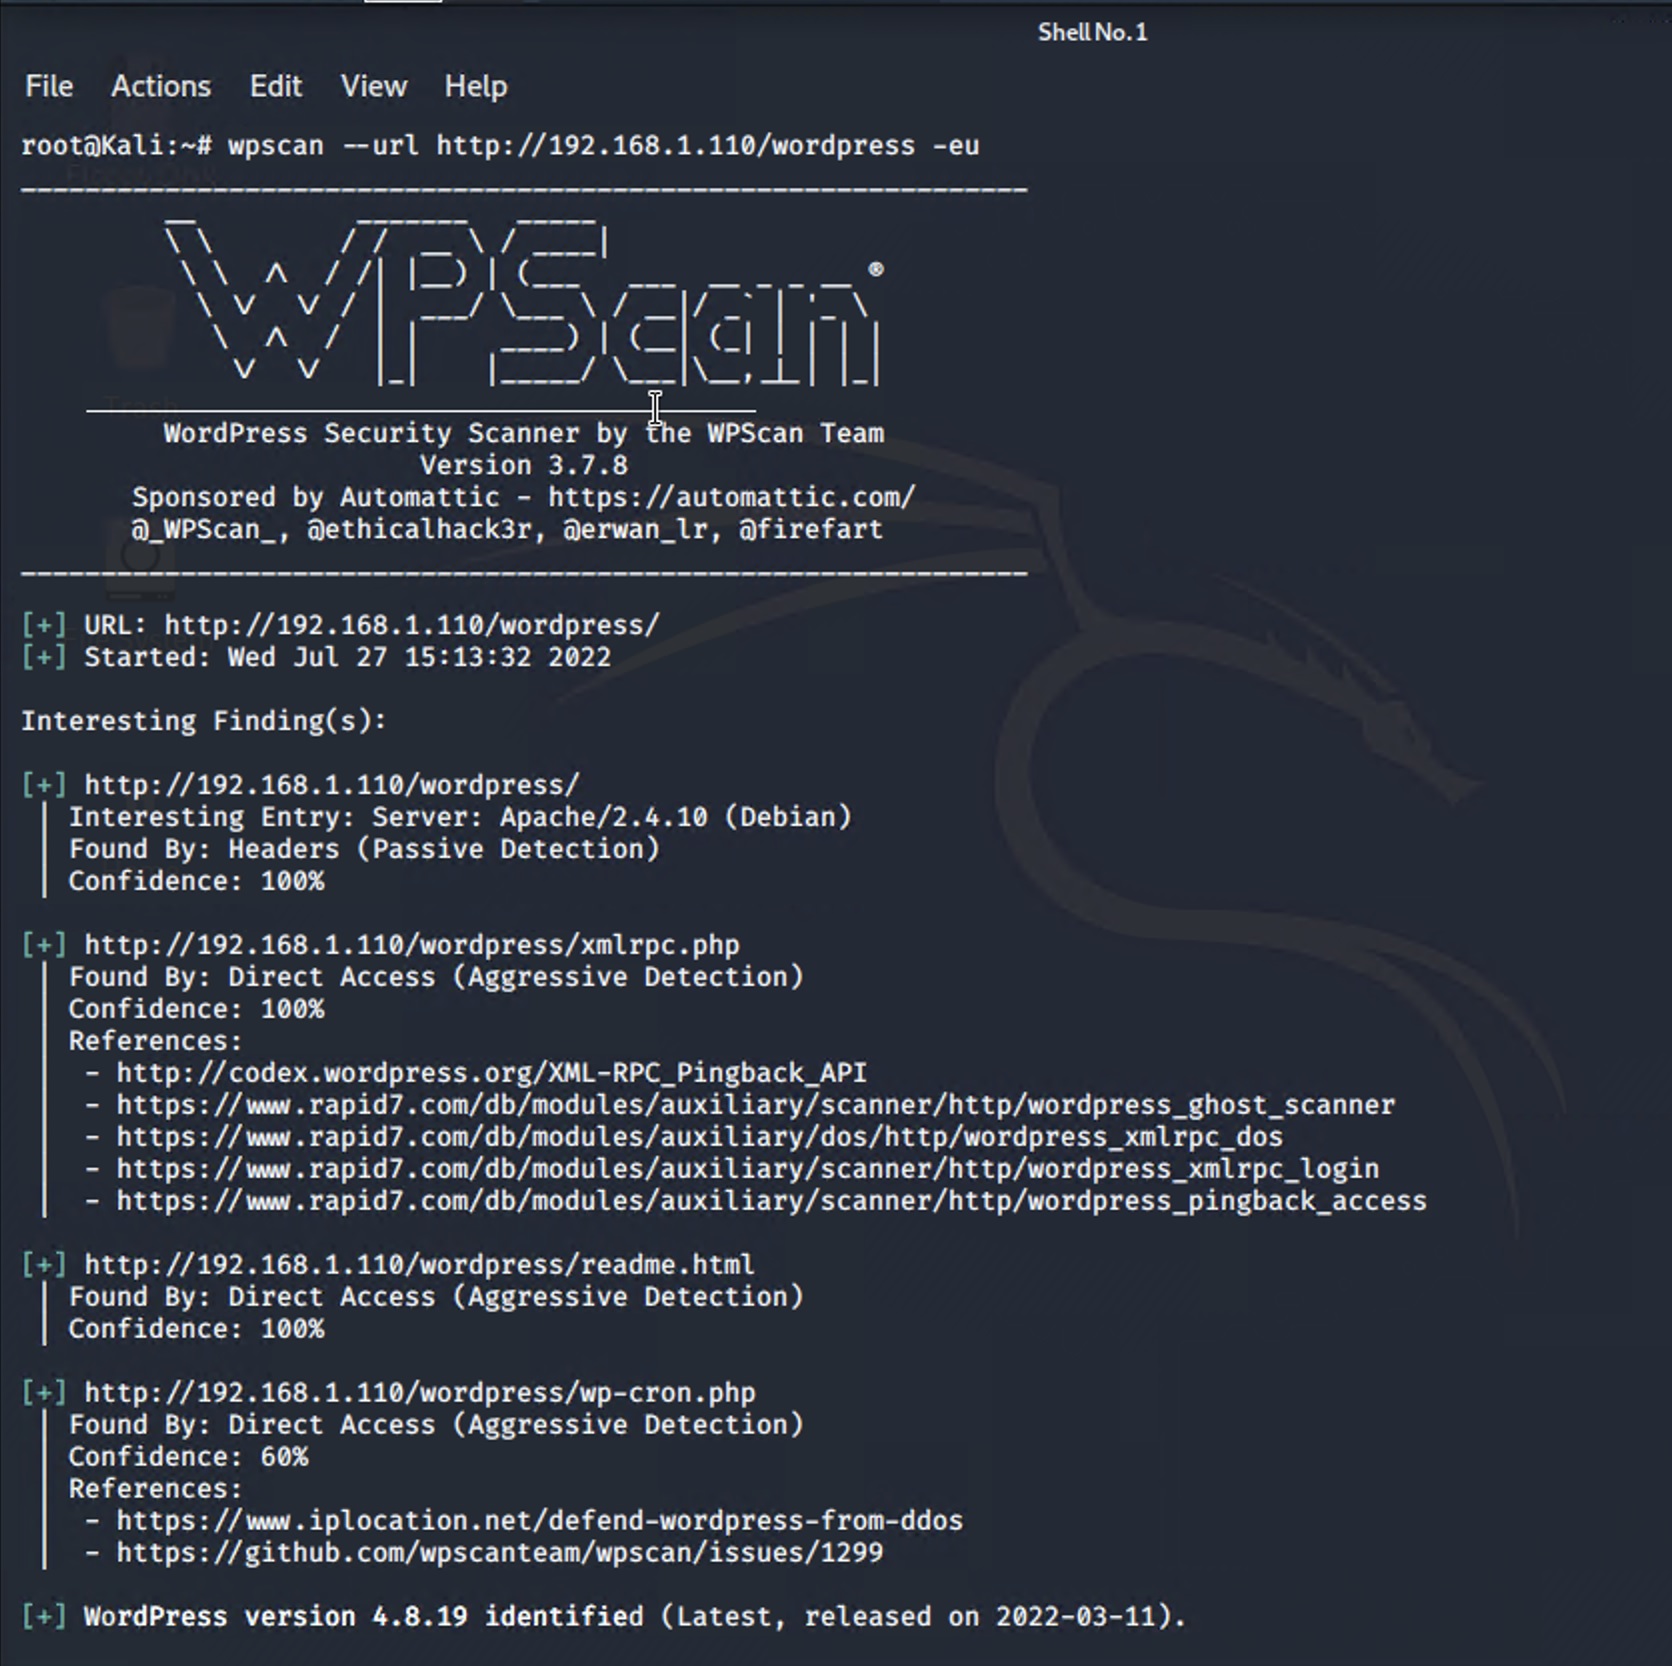 Shell No. 1
File Actions Edit View Help
root@Kali:~# wpscan --url http://192.168.1.110/wordpress -eu
WPScan ®
WordPress Security Scanner by the WPScan Team
Version 3.7.8
Sponsored by Automattic - https://automattic.com/
@_WPScan_, @ethicalhack3r, @erwan_lr, @firefart
[+] URL: http://192.168.1.110/wordpress/
[+] Started: Wed Jul 27 15:13:32 2022
Interesting Finding(s):
[+] http://192.168.1.110/wordpress/
| Interesting Entry: Server: Apache/2.4.10 (Debian)
| Found By: Headers (Passive Detection)
| Confidence: 100%
[+] http://192.168.1.110/wordpress/xmlrpc.php
| Found By: Direct Access (Aggressive Detection)
| Confidence: 100%
| References:
|  - http://codex.wordpress.org/XML-RPC_Pingback_API
|  - https://www.rapid7.com/db/modules/auxiliary/scanner/http/wordpress_ghost_scanner
|  - https://www.rapid7.com/db/modules/auxiliary/dos/http/wordpress_xmlrpc_dos
|  - https://www.rapid7.com/db/modules/auxiliary/scanner/http/wordpress_xmlrpc_login
|  - https://www.rapid7.com/db/modules/auxiliary/scanner/http/wordpress_pingback_access
[+] http://192.168.1.110/wordpress/readme.html
| Found By: Direct Access (Aggressive Detection)
| Confidence: 100%
[+] http://192.168.1.110/wordpress/wp-cron.php
| Found By: Direct Access (Aggressive Detection)
| Confidence: 60%
| References:
|  - https://www.iplocation.net/defend-wordpress-from-ddos
|  - https://github.com/wpscanteam/wpscan/issues/1299
[+] WordPress version 4.8.19 identified (Latest, released on 2022-03-11).